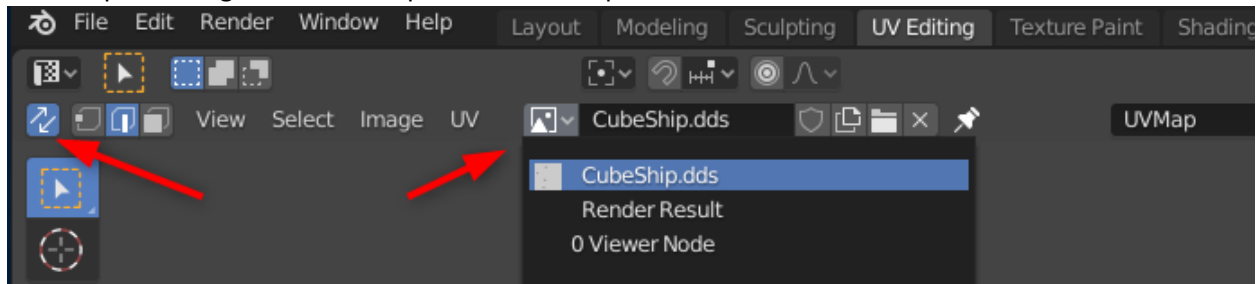 File Edit Render Window Help Layout Modeling Sculpting UV Editing Texture Paint Shading
View Select Image UV CubeShip.dds UVMap
CubeShip.dds
Render Result
0 Viewer Node